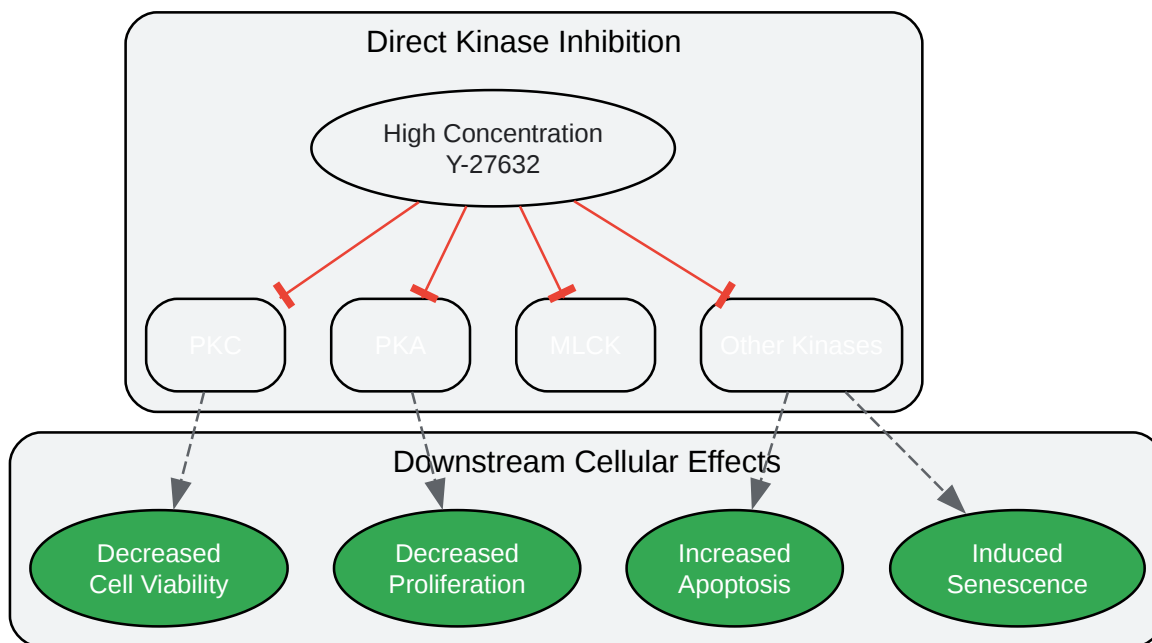 Direct Kinase Inhibition
High Concentration
Y-27632
PKC
PKA
MLCK
Other Kinases
Downstream Cellular Effects
Decreased
Cell Viability
Decreased
Proliferation
Increased
Apoptosis
Induced
Senescence